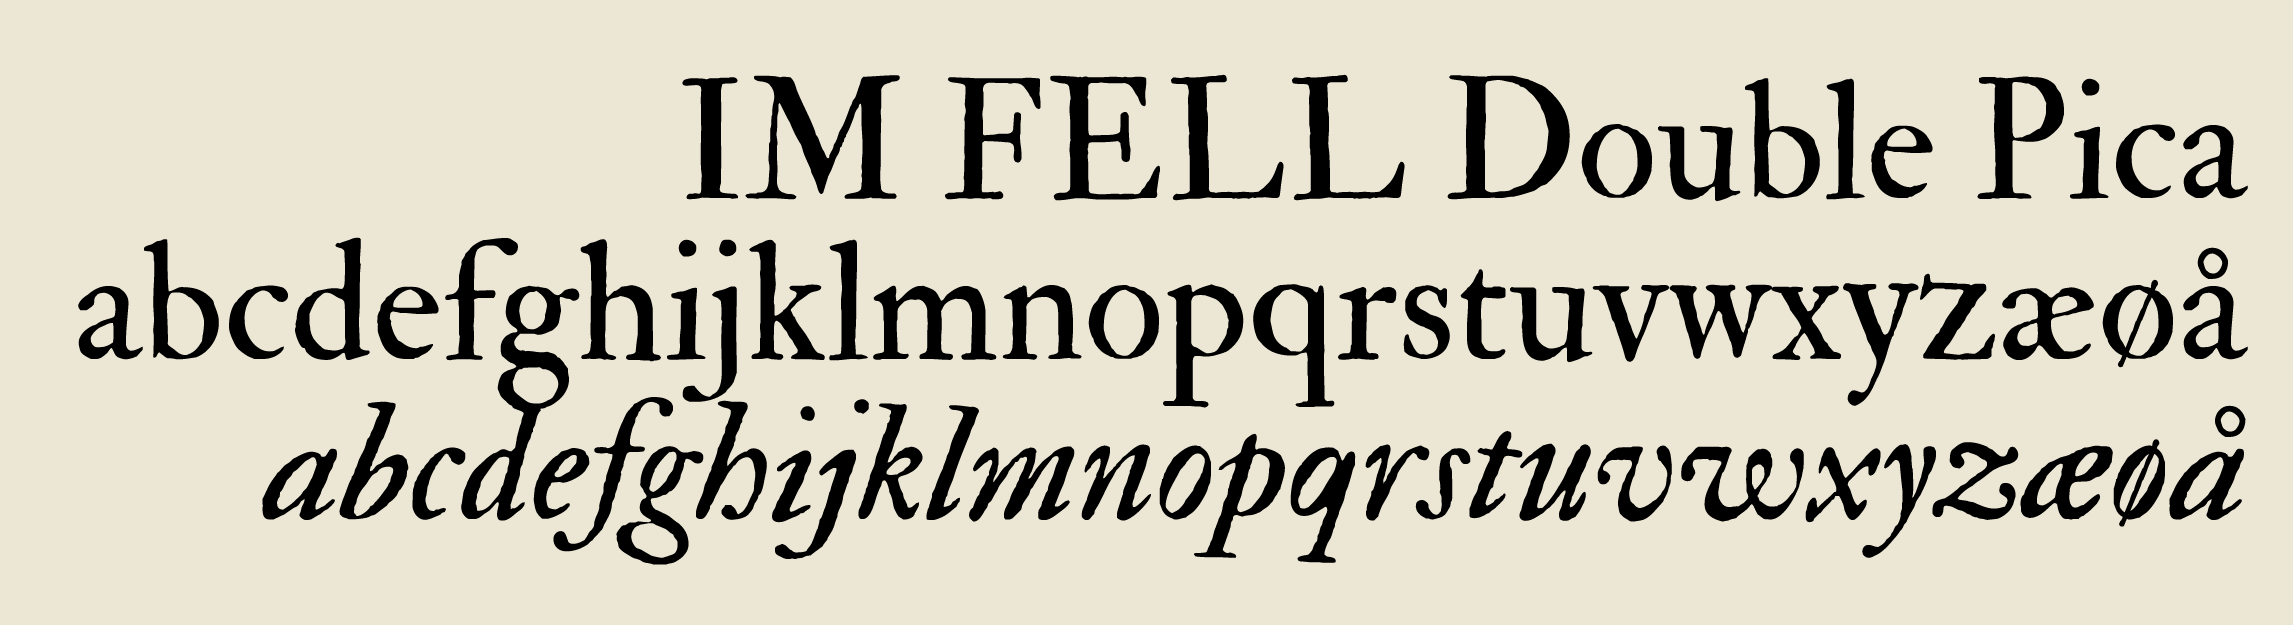 IM FELL Double Pica
abcdefghijklmnopqrstuvwxyzæøå
abcdefghijklmnopqrstuvwxyzæøå